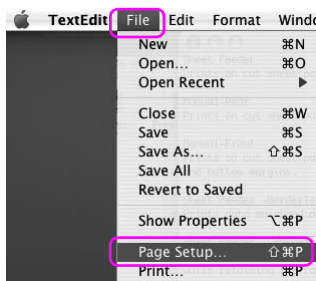 TextEdit File Edit Format Windo
New ⌘N
Open... ⌘O
Open Recent ▶
Close ⌘W
Save ⌘S
Save As... ⇧⌘S
Save All
Revert to Saved
Show Properties ⌥⌘P
Page Setup... ⇧⌘P
Print... ⌘P